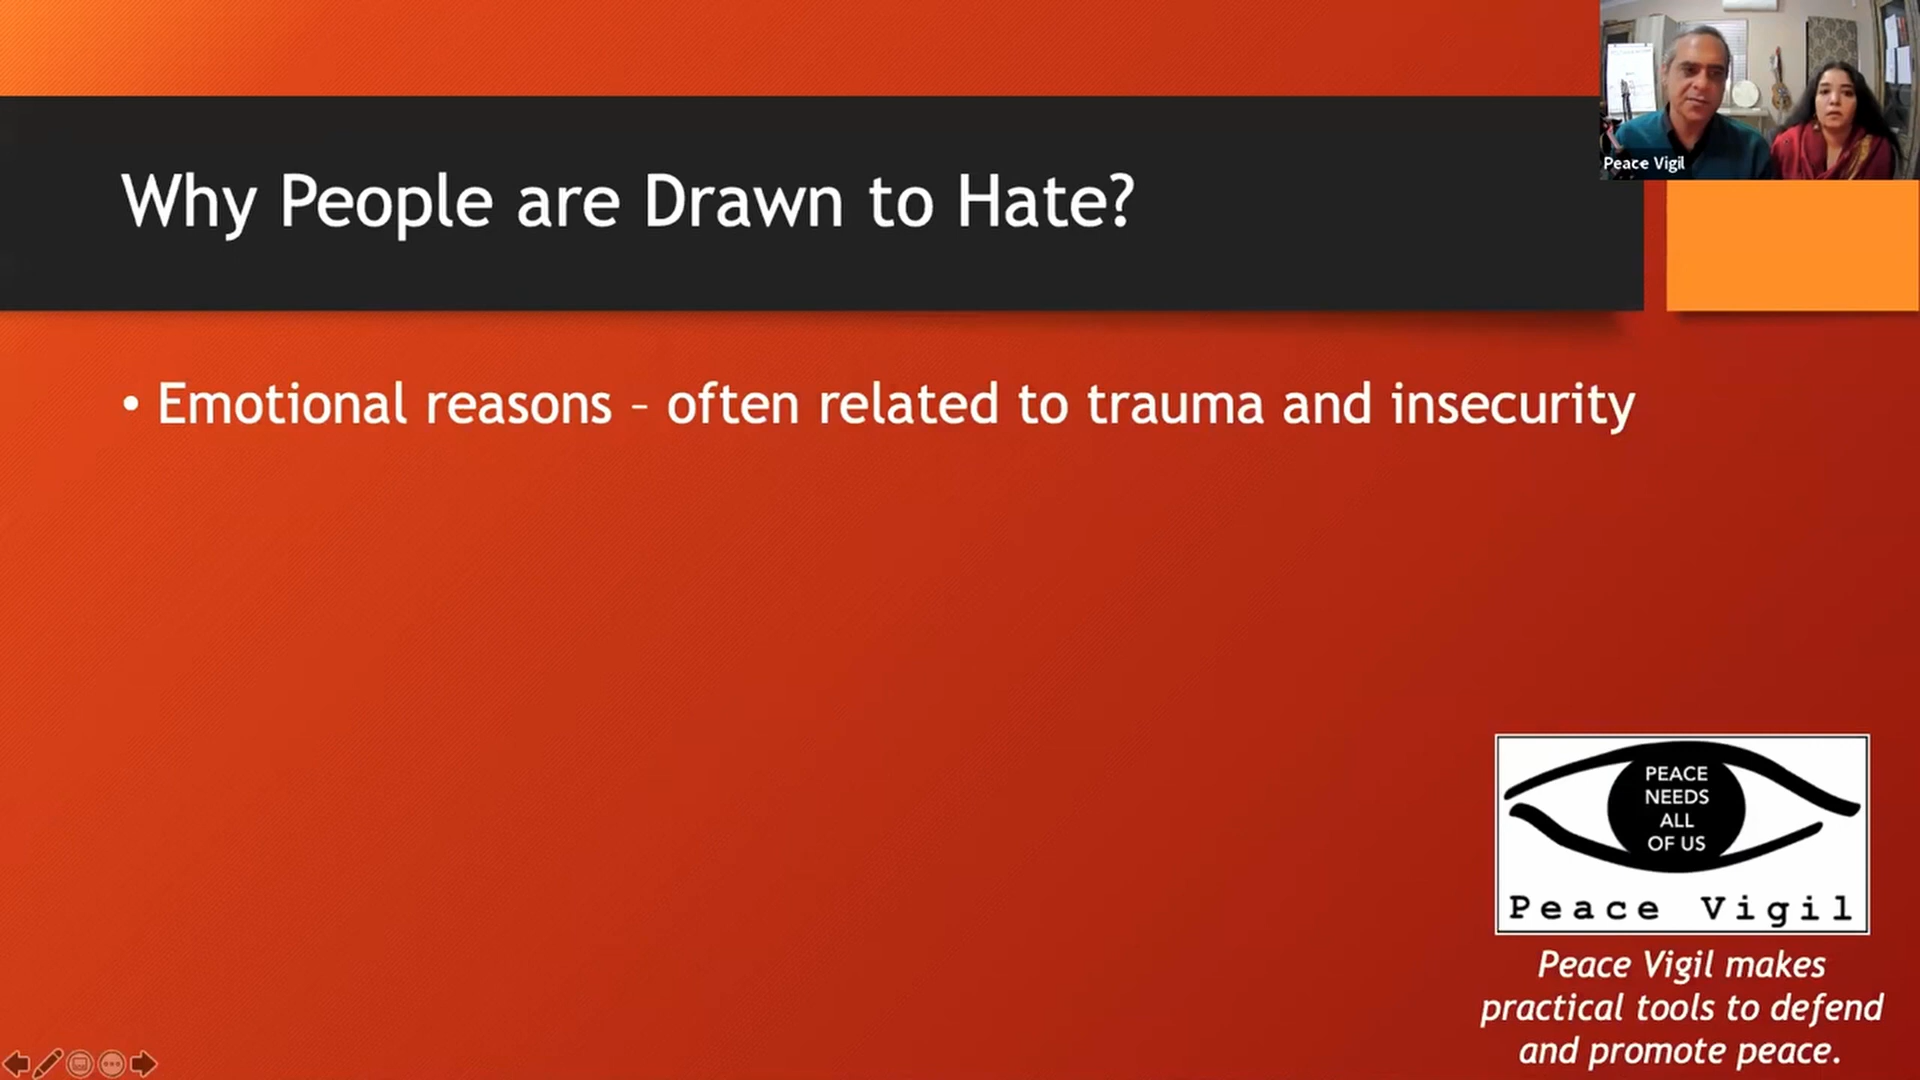 Peace Vigil
Why People are Drawn to Hate?
• Emotional reasons – often related to trauma and insecurity
PEACE
NEEDS
ALL
OF US
Peace Vigil
Peace Vigil makes
practical tools to defend
and promote peace.